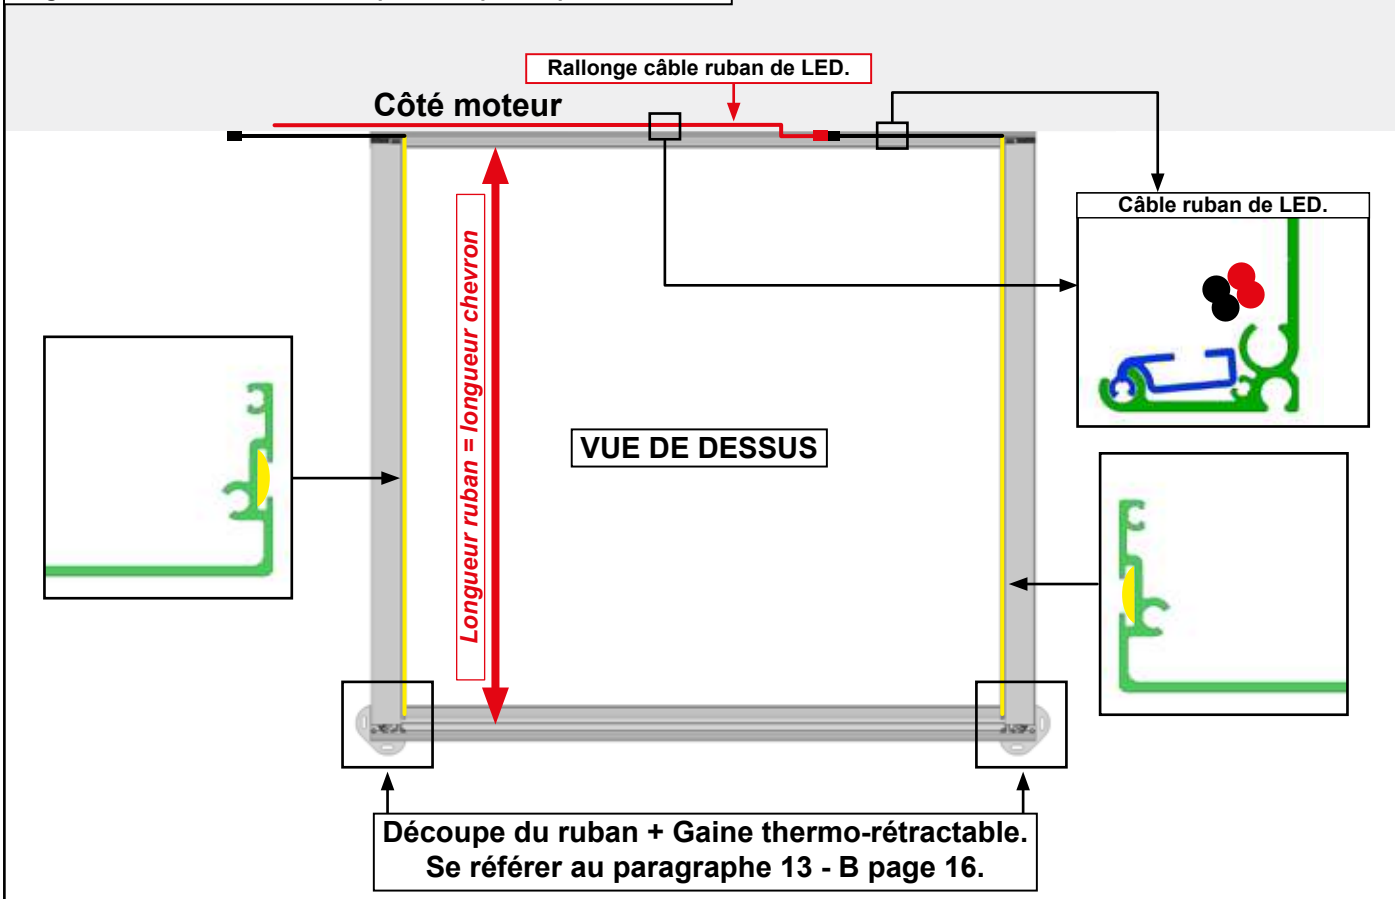 Rallonge câble ruban de LED.
Côté moteur
Câble ruban de LED.
Longueur ruban = longueur chevron
VUE DE DESSUS
Découpe du ruban + Gaine thermo-rétractable.
Se référer au paragraphe 13 - B page 16.